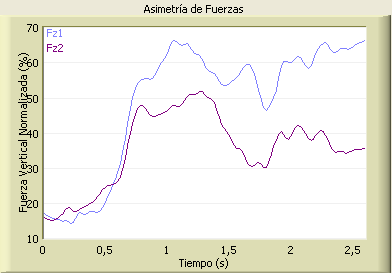 Asimetría de Fuerzas
Fz1
Fz2
Fuerza Vertical Normalizada (%)
70
60
50
40
30
20
10
0
0,5
1
1,5
2
2,5
Tiempo (s)